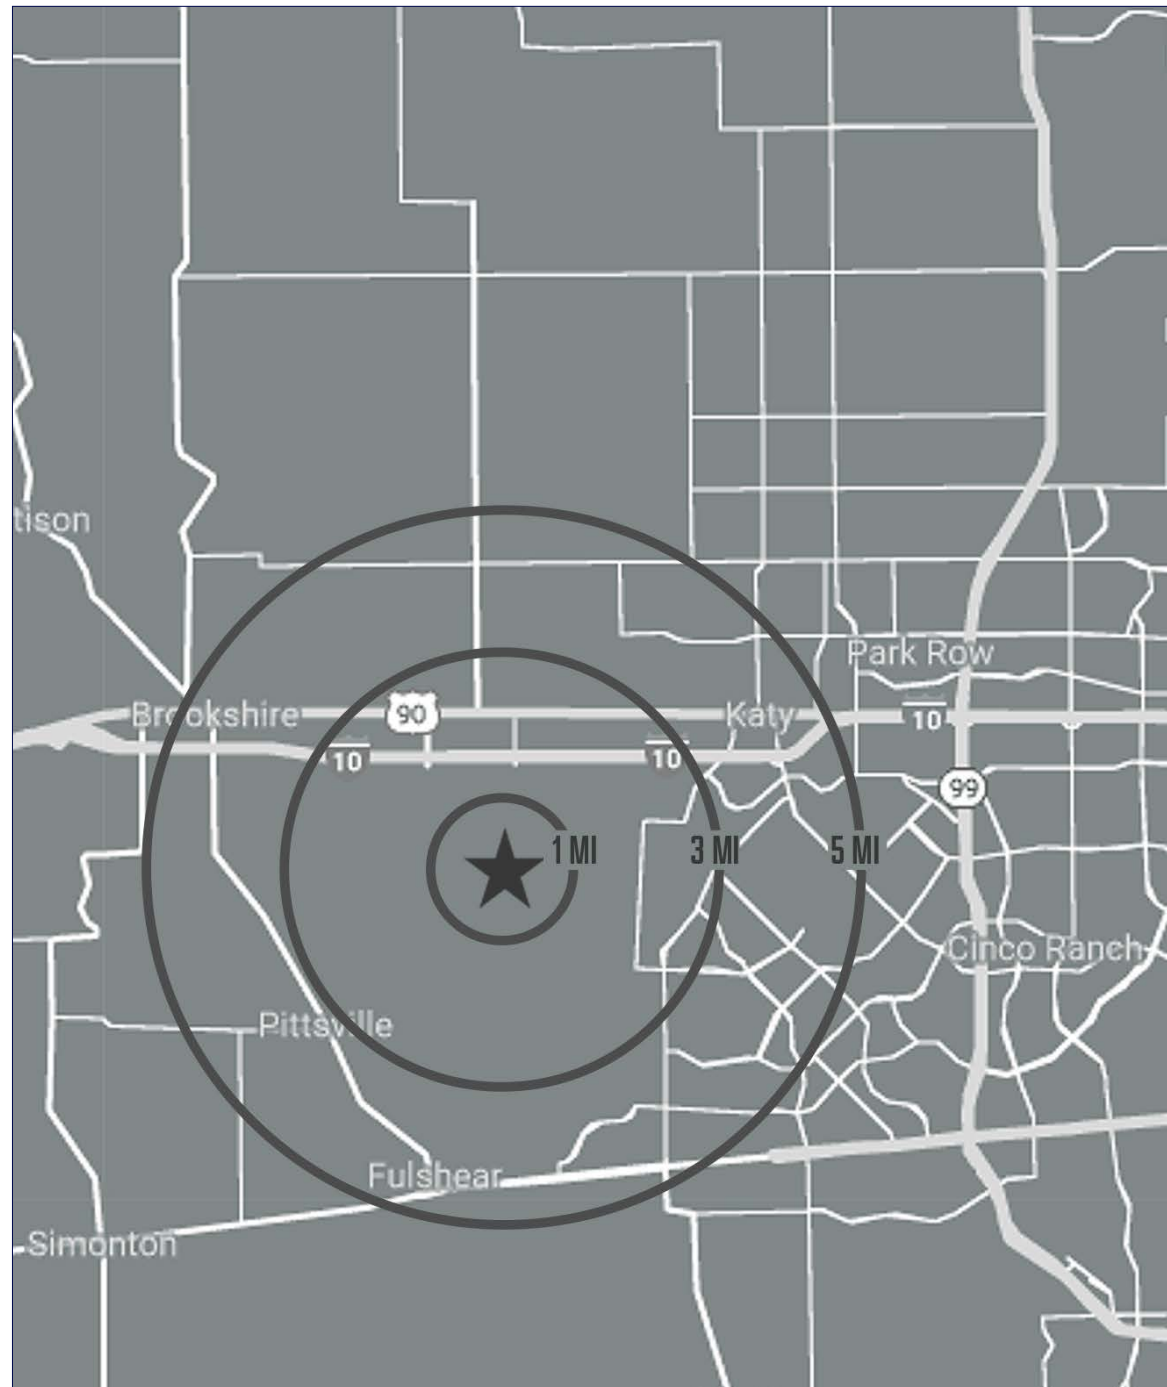 tison
Park Row
Brookshire
90
Katy
10
10
10
99
1 MI
3 MI
5 MI
Cinco Ranch
Pittsville
Fulshear
Simonton